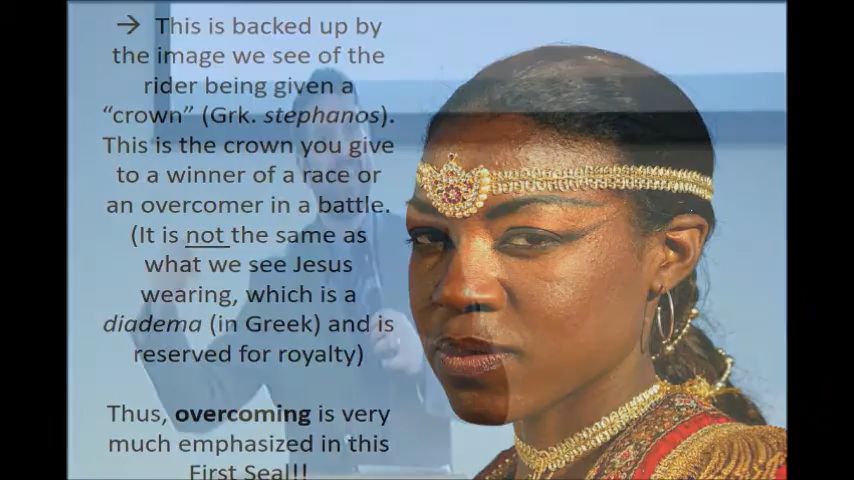 → This is backed up by
the image we see of the
rider being given a
“crown” (Grk. stephanos).
This is the crown you give
to a winner of a race or
an overcomer in a battle.
(It is not the same as
what we see Jesus
wearing, which is a
diadema (in Greek) and is
reserved for royalty)
Thus, overcoming is very
much emphasized in this
First Seal!!